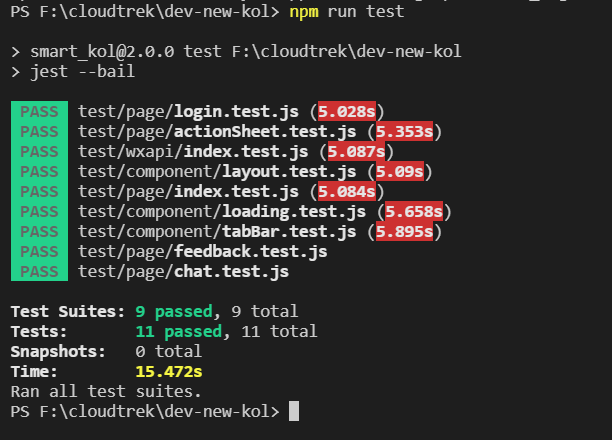 PS F:\cloudtrek\dev-new-kol> npm run test
> smart_kol@2.0.0 test F:\cloudtrek\dev-new-kol
> jest --bail
PASS test/page/login.test.js (5.028s)
PASS test/page/actionSheet.test.js (5.353s)
PASS test/wxapi/index.test.js (5.087s)
PASS test/component/layout.test.js (5.09s)
PASS test/page/index.test.js (5.084s)
PASS test/component/loading.test.js (5.658s)
PASS test/component/tabBar.test.js (5.895s)
PASS test/page/feedback.test.js
PASS test/page/chat.test.js
Test Suites: 9 passed, 9 total
Tests: 11 passed, 11 total
Snapshots: 0 total
Time: 15.472s
Ran all test suites.
PS F:\cloudtrek\dev-new-kol>